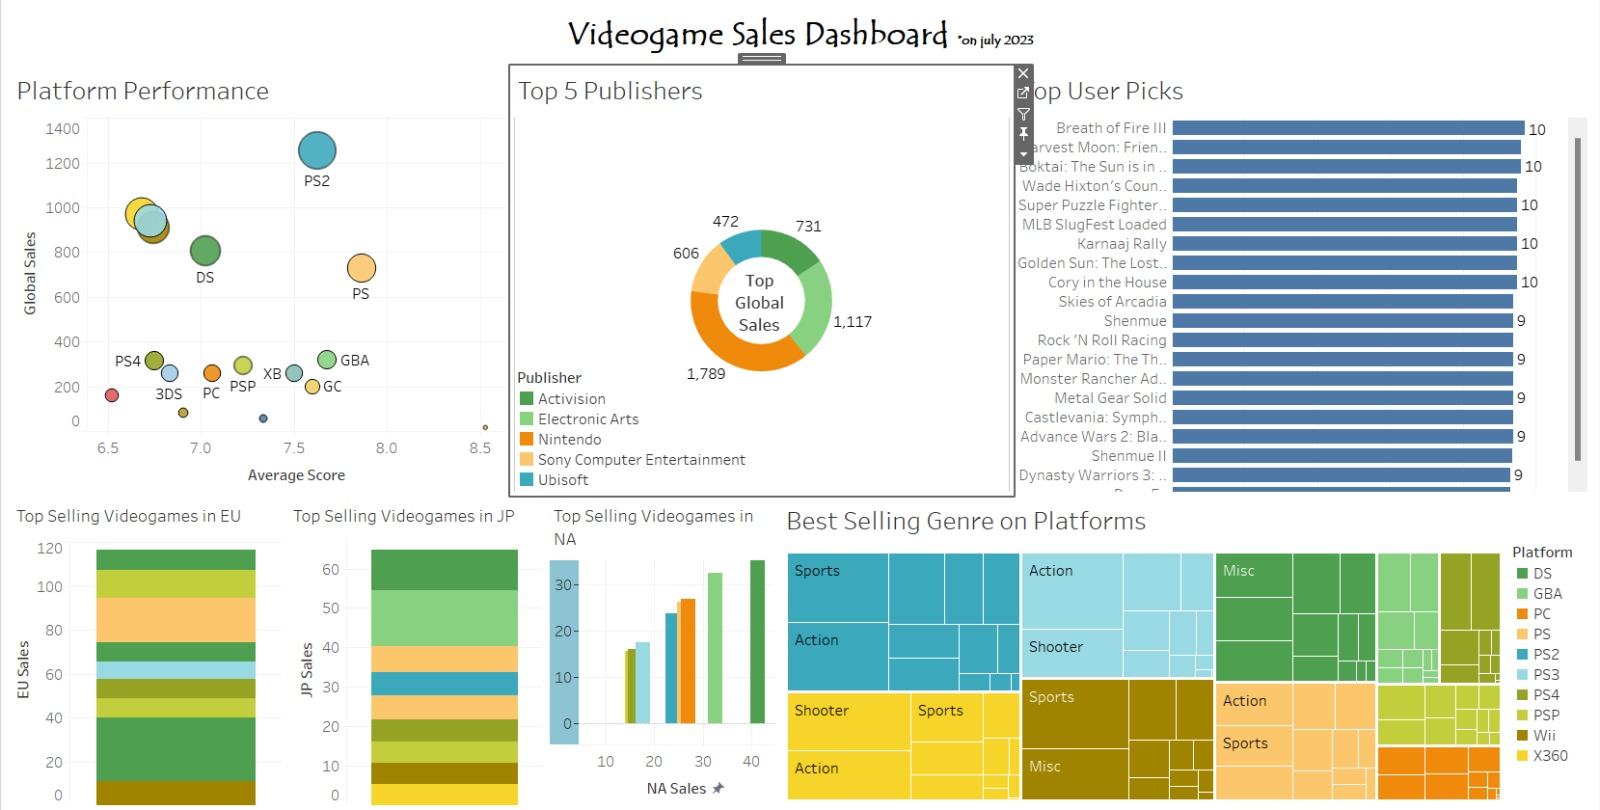 Videogame Sales Dashboard *on july 2023
Platform Performance
1400
1200
1000
800
600
400
200
0
Global Sales
PS2
DS
PS
PS4
3DS
PC
PSP
XB
GBA
GC
6.5 7.0 7.5 8.0 8.5
Average Score
Top 5 Publishers
472
731
606
1,117
1,789
Top
Global
Sales
Publisher
Activision
Electronic Arts
Nintendo
Sony Computer Entertainment
Ubisoft
op User Picks
Breath of Fire III 10
arvest Moon: Frien..
Boktai: The Sun is in .. 10
Wade Hixton's Coun..
Super Puzzle Fighter.. 10
MLB SlugFest Loaded
Karnaaj Rally 10
Golden Sun: The Lost..
Cory in the House 10
Skies of Arcadia
Shenmue 9
Rock 'N Roll Racing
Paper Mario: The Th.. 9
Monster Rancher Ad..
Metal Gear Solid 9
Castlevania: Symph..
Advance Wars 2: Bla.. 9
Shenmue II
Dynasty Warriors 3: .. 9
Top Selling Videogames in EU
120
100
80
60
40
20
0
EU Sales
Top Selling Videogames in JP
60
50
40
30
20
10
0
JP Sales
Top Selling Videogames in
NA
30
20
10
0
10 20 30 40
NA Sales
Best Selling Genre on Platforms
Sports
Action
Shooter
Sports
Action
Action
Shooter
Sports
Misc
Misc
Action
Sports
Platform
DS
GBA
PC
PS
PS2
PS3
PS4
PSP
Wii
X360